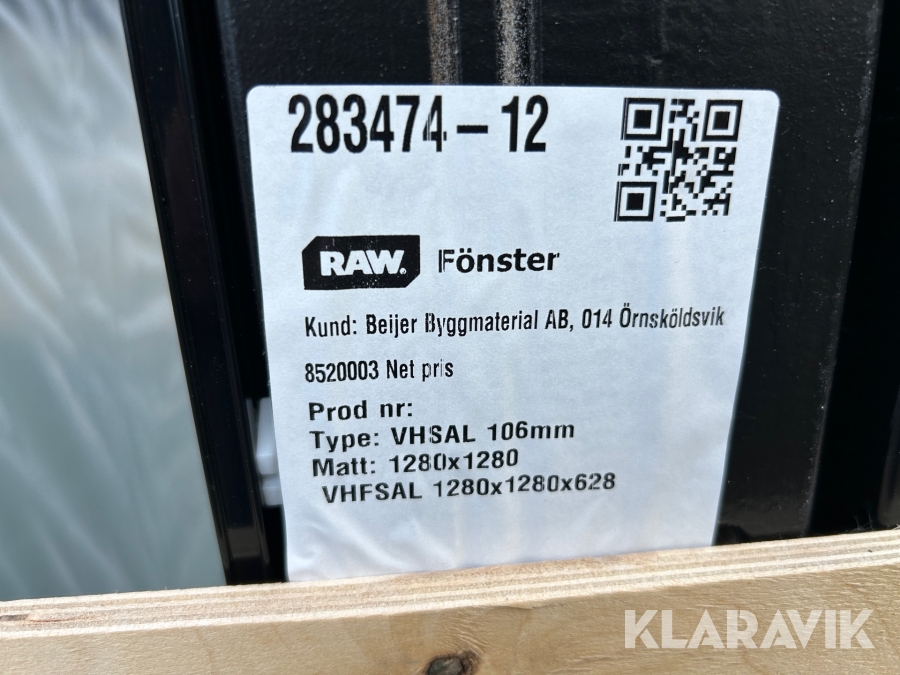 283474-12
RAW. Fönster
Kund: Beijer Byggmaterial AB, 014 Örnsköldsvik
8520003 Net pris
Prod nr:
Type: VHSAL 106mm
Matt: 1280x1280
VHFSAL 1280x1280x628
KLARAVIK